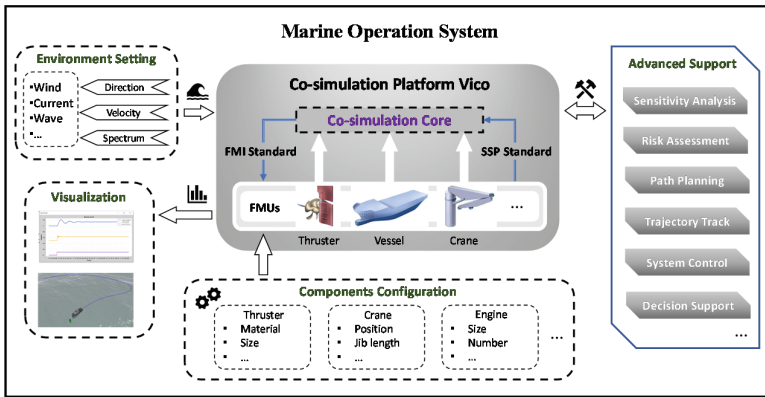 Marine Operation System
Environment Setting
▪Wind
▪Current
▪Wave
▪...
Direction
Velocity
Spectrum
Co-simulation Platform Vico
Co-simulation Core
FMI Standard
SSP Standard
FMUs
...
Thruster
Vessel
Crane
Advanced Support
Sensitivity Analysis
Risk Assessment
Path Planning
Trajectory Track
System Control
Decision Support
...
Visualization
Components Configuration
Thruster
▪ Material
▪ Size
▪ ...
Crane
▪ Position
▪ Jib length
▪ ...
Engine
▪ Size
▪ Number
▪ ...
...